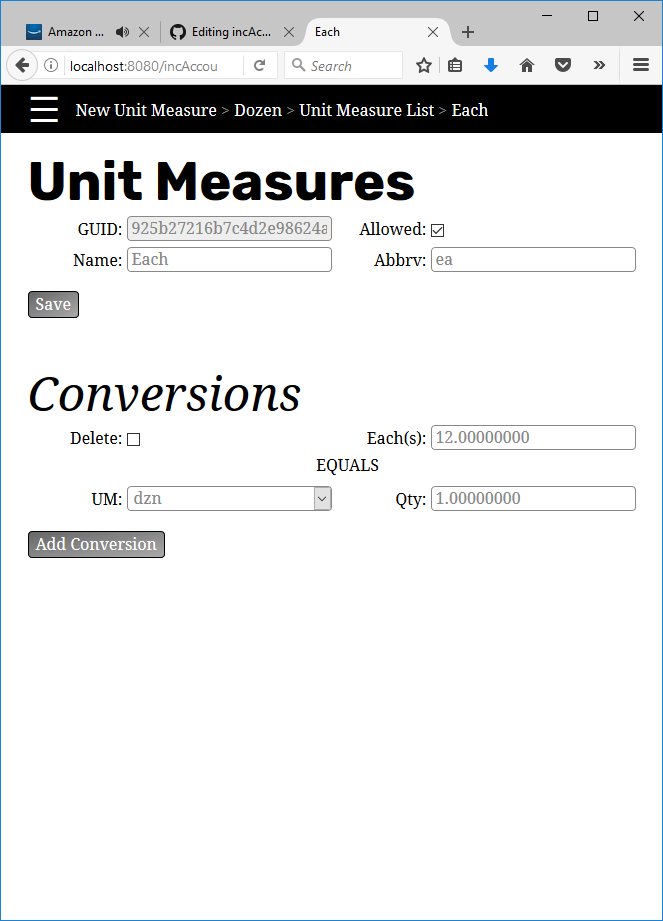 Amazon ... Editing incAc... Each
localhost:8080/incAccou Search
☰ New Unit Measure > Dozen > Unit Measure List > Each
Unit Measures
GUID: 925b27216b7c4d2e98624a Allowed:
Name: Each Abbrv: ea
Save
Conversions
Delete: Each(s): 12.00000000
EQUALS
UM: dzn Qty: 1.00000000
Add Conversion